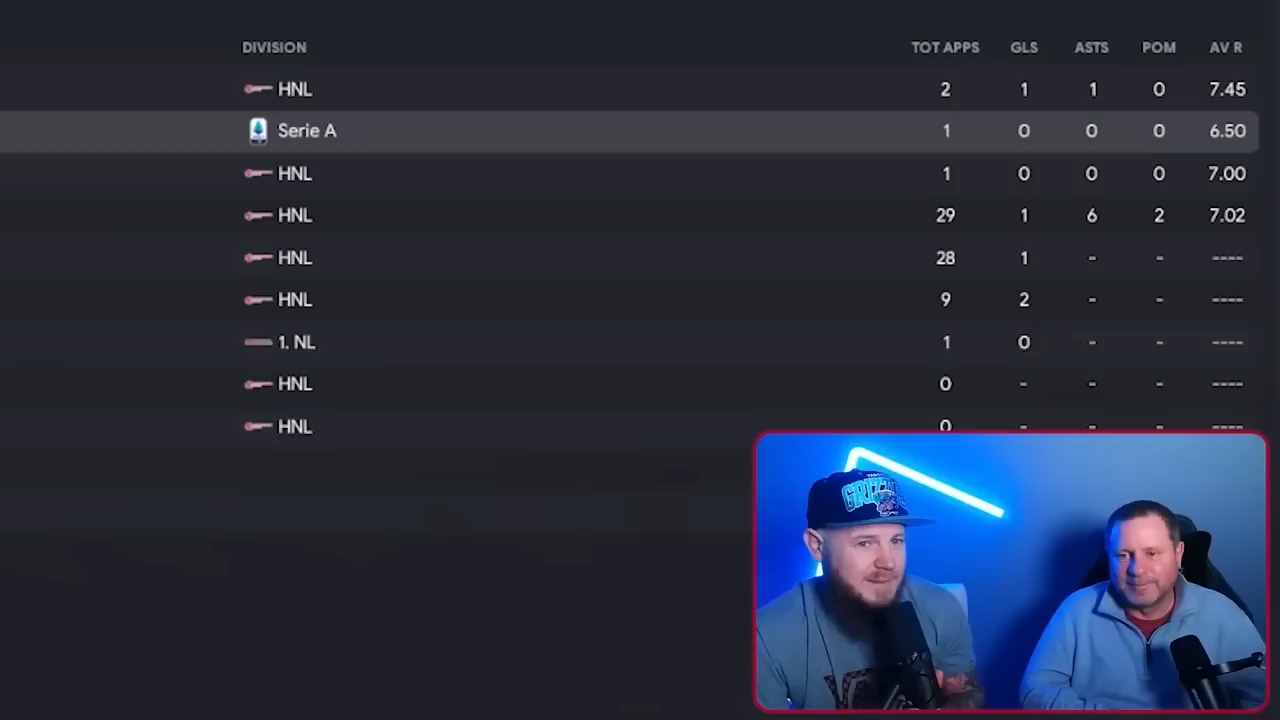 DIVISION TOT APPS GLS ASTS POM AV R
HNL 2 1 1 0 7.45
Serie A 1 0 0 0 6.50
HNL 1 0 0 0 7.00
HNL 29 1 6 2 7.02
HNL 28 1 - - ----
HNL 9 2 - - ----
1. NL 1 0 - - ----
HNL 0 - - - ----
HNL 0 - - - ----
GRIZZ